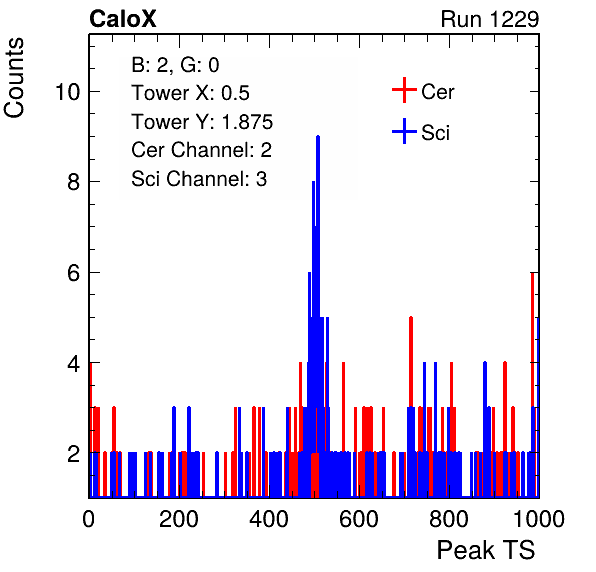 CaloX Run 1229
Counts
B: 2, G: 0
Tower X: 0.5
Tower Y: 1.875
Cer Channel: 2
Sci Channel: 3
Cer
Sci
10
8
6
4
2
0 200 400 600 800 1000
Peak TS